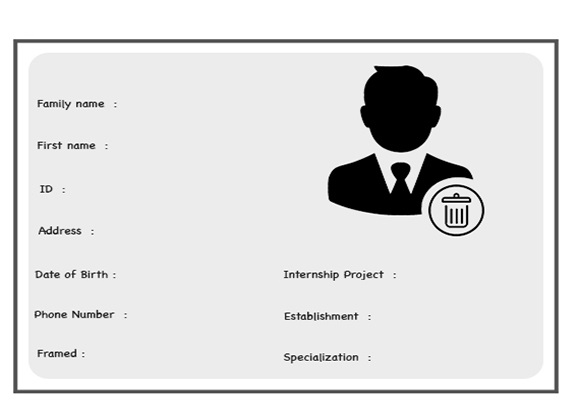 Family name :
First name :
ID :
Address :
Date of Birth :
Internship Project :
Phone Number :
Establishment :
Framed :
Specialization :